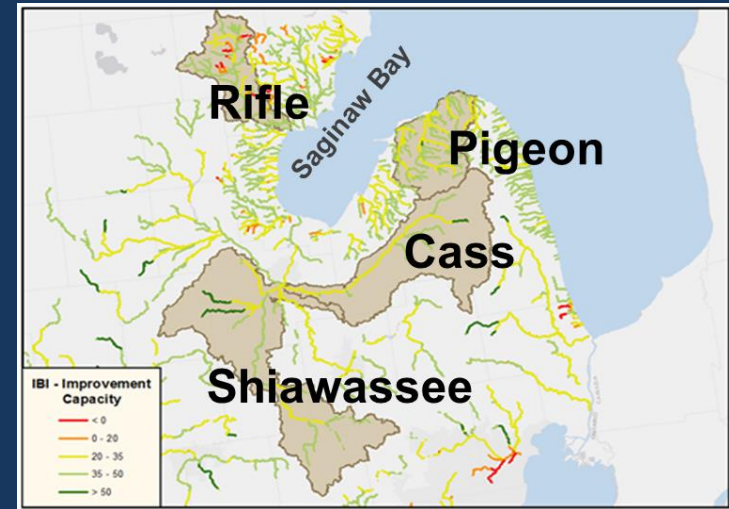 Rifle
Saginaw Bay
Pigeon
Cass
Shiawassee
IBI - Improvement
Capacity
< 0
0 - 20
20 - 35
35 - 50
> 50